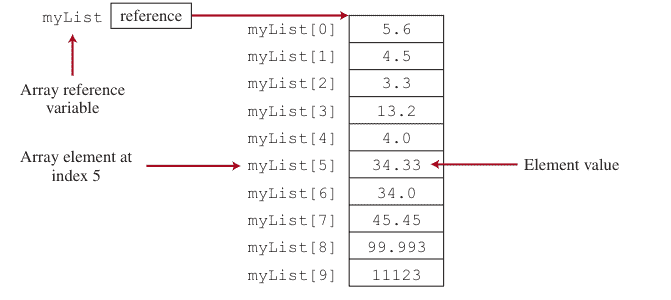 myList reference
Array reference
variable
myList[0] 5.6
myList[1] 4.5
myList[2] 3.3
myList[3] 13.2
myList[4] 4.0
Array element at
index 5
myList[5] 34.33 Element value
myList[6] 34.0
myList[7] 45.45
myList[8] 99.993
myList[9] 11123